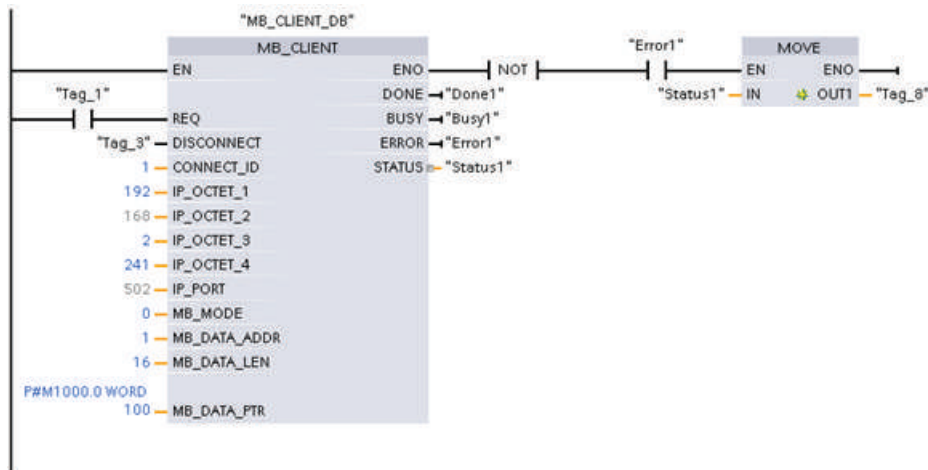 "MB_CLIENT_DB"
MB_CLIENT
EN ENO NOT "Error1" MOVE EN ENO
DONE "Done1" "Status1" IN OUT1 "Tag_8"
"Tag_1"
REQ BUSY "Busy1"
"Tag_3" DISCONNECT ERROR "Error1"
1 CONNECT_ID STATUS "Status1"
192 IP_OCTET_1
168 IP_OCTET_2
2 IP_OCTET_3
241 IP_OCTET_4
502 IP_PORT
0 MB_MODE
1 MB_DATA_ADDR
16 MB_DATA_LEN
P#M1000.0 WORD
100 MB_DATA_PTR